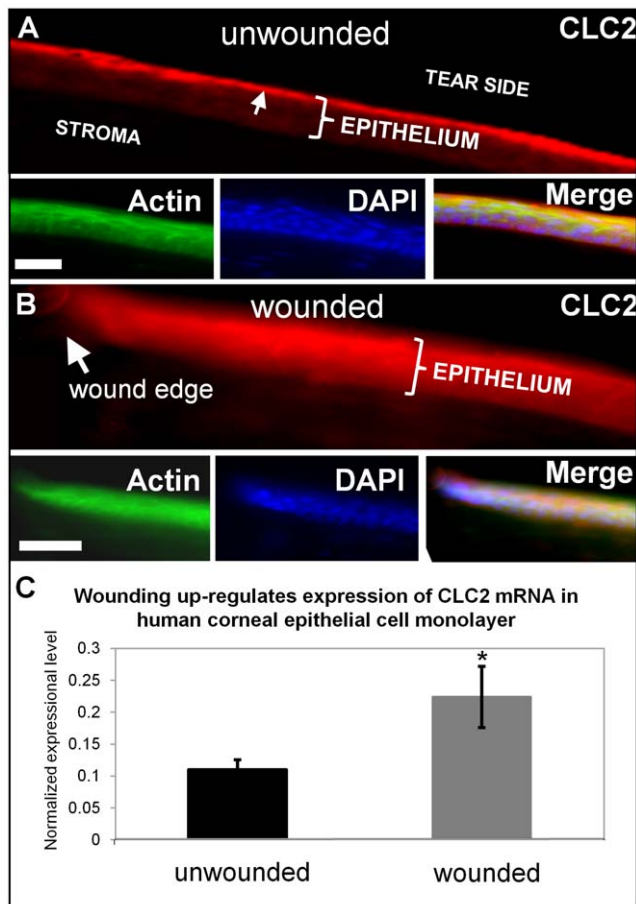 A
unwounded
CLC2
TEAR SIDE
STROMA
EPITHELIUM
Actin
DAPI
Merge
B
wounded
CLC2
wound edge
EPITHELIUM
Actin
DAPI
Merge
C
Wounding up-regulates expression of CLC2 mRNA in
human corneal epithelial cell monolayer
Normalized expressional level
0.3
0.25
0.2
0.15
0.1
0.05
0
*
unwounded
wounded